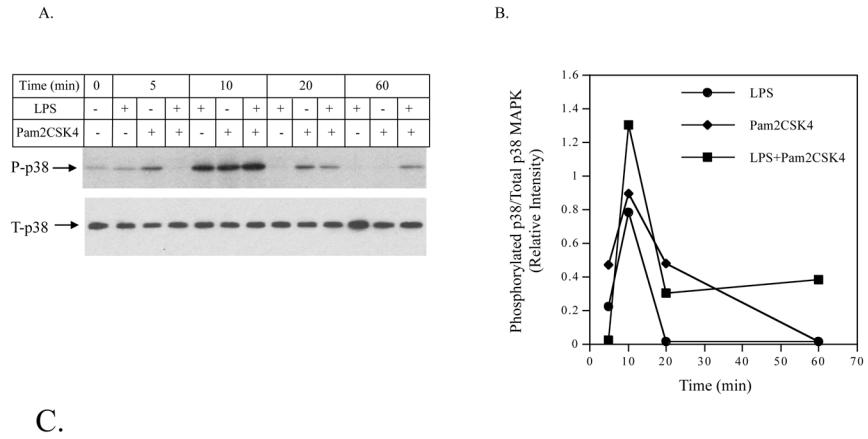 A.
Time (min) 0 5 10 20 60
LPS - + - + + - + + - + + - +
Pam2CSK4 - - + + - + + - + + - + +
P-p38
T-p38
B.
Phosphorylated p38/Total p38 MAPK
(Relative Intensity)
1.6
1.4
1.2
1
0.8
0.6
0.4
0.2
0
0 10 20 30 40 50 60 70
Time (min)
LPS
Pam2CSK4
LPS+Pam2CSK4
C.